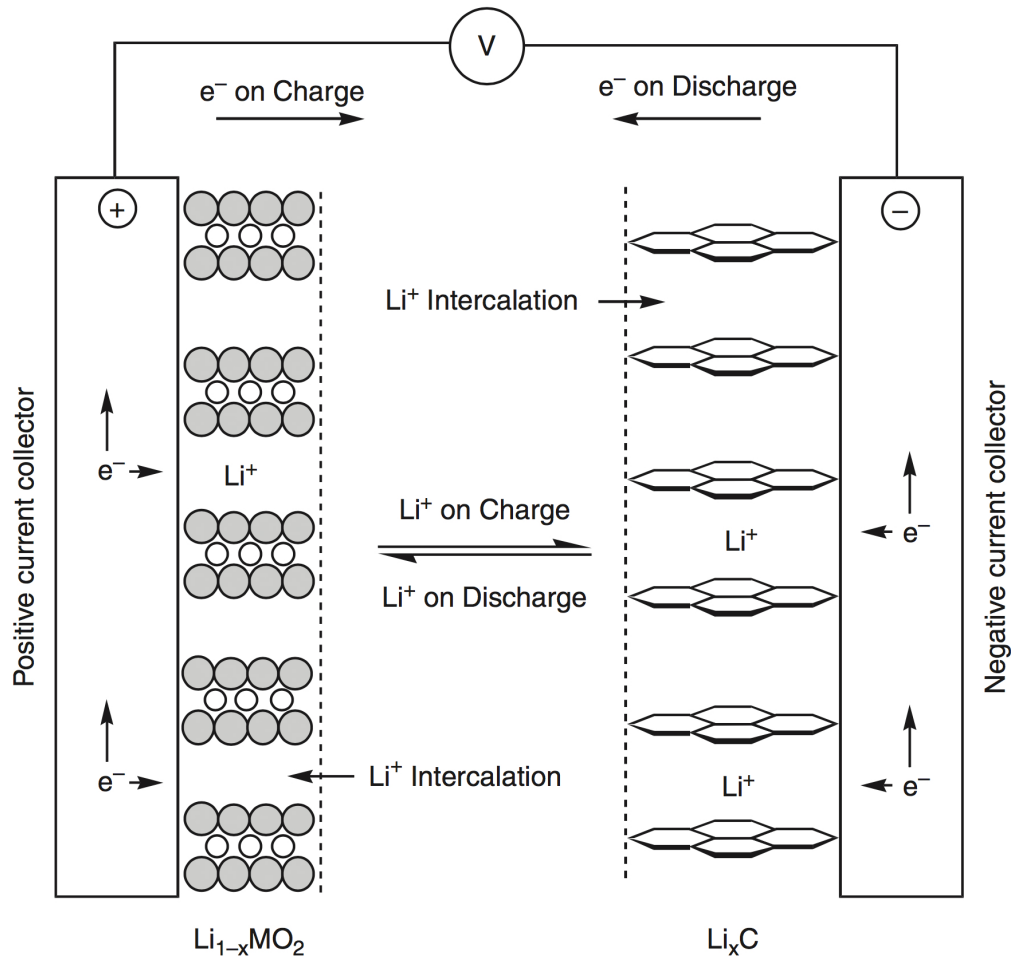 V
e⁻ on Charge
e⁻ on Discharge
+
−
Li⁺ Intercalation
Positive current collector
Negative current collector
e⁻
Li⁺
Li⁺ on Charge
Li⁺ on Discharge
Li⁺
e⁻
e⁻
Li⁺ Intercalation
Li⁺
e⁻
Li₁₋ₓMO₂
LiₓC